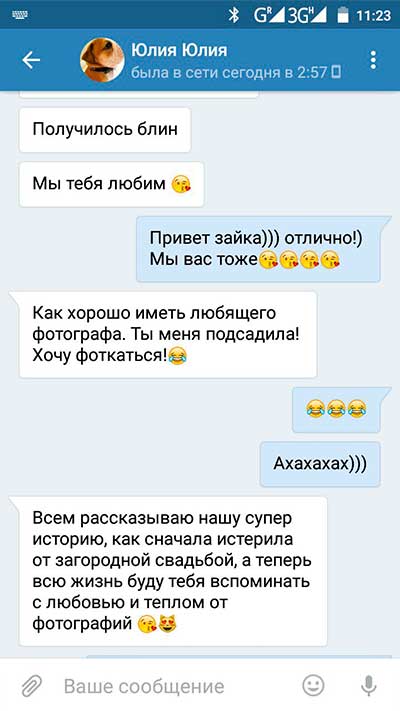 G R 3G H 11:23
Юлия Юлия
была в сети сегодня в 2:57
Получилось блин
Мы тебя любим 😘
Привет зайка))) отлично!)
Мы вас тоже😘😘😘😘
Как хорошо иметь любящего
фотографа. Ты меня подсадила!
Хочу фоткаться!😂
😂😂😂
Ахахахах)))
Всем рассказываю нашу супер
историю, как сначала истерила
от загородной свадьбой, а теперь
всю жизнь буду тебя вспоминать
с любовью и теплом от
фотографий 😘😻
Ваше сообщение